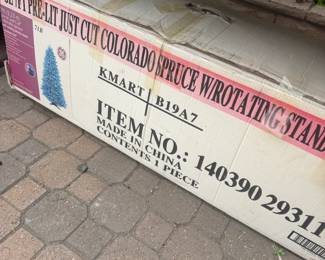 PRE-LIT JUST CUT COLORADO SPRUCE W ROTATING STAND
KMART B19A7
ITEM NO.: 140390 29311
MADE IN CHINA
CONTENTS 1 PIECE